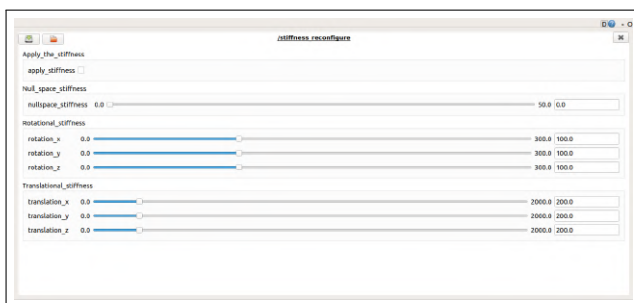 D
/stiffness_reconfigure
Apply_the_stiffness
apply_stiffness
Null_space_stiffness
nullspace_stiffness 0.0 50.0 0.0
Rotational_stiffness
rotation_x 0.0 300.0 100.0
rotation_y 0.0 300.0 100.0
rotation_z 0.0 300.0 100.0
Translational_stiffness
translation_x 0.0 2000.0 200.0
translation_y 0.0 2000.0 200.0
translation_z 0.0 2000.0 200.0